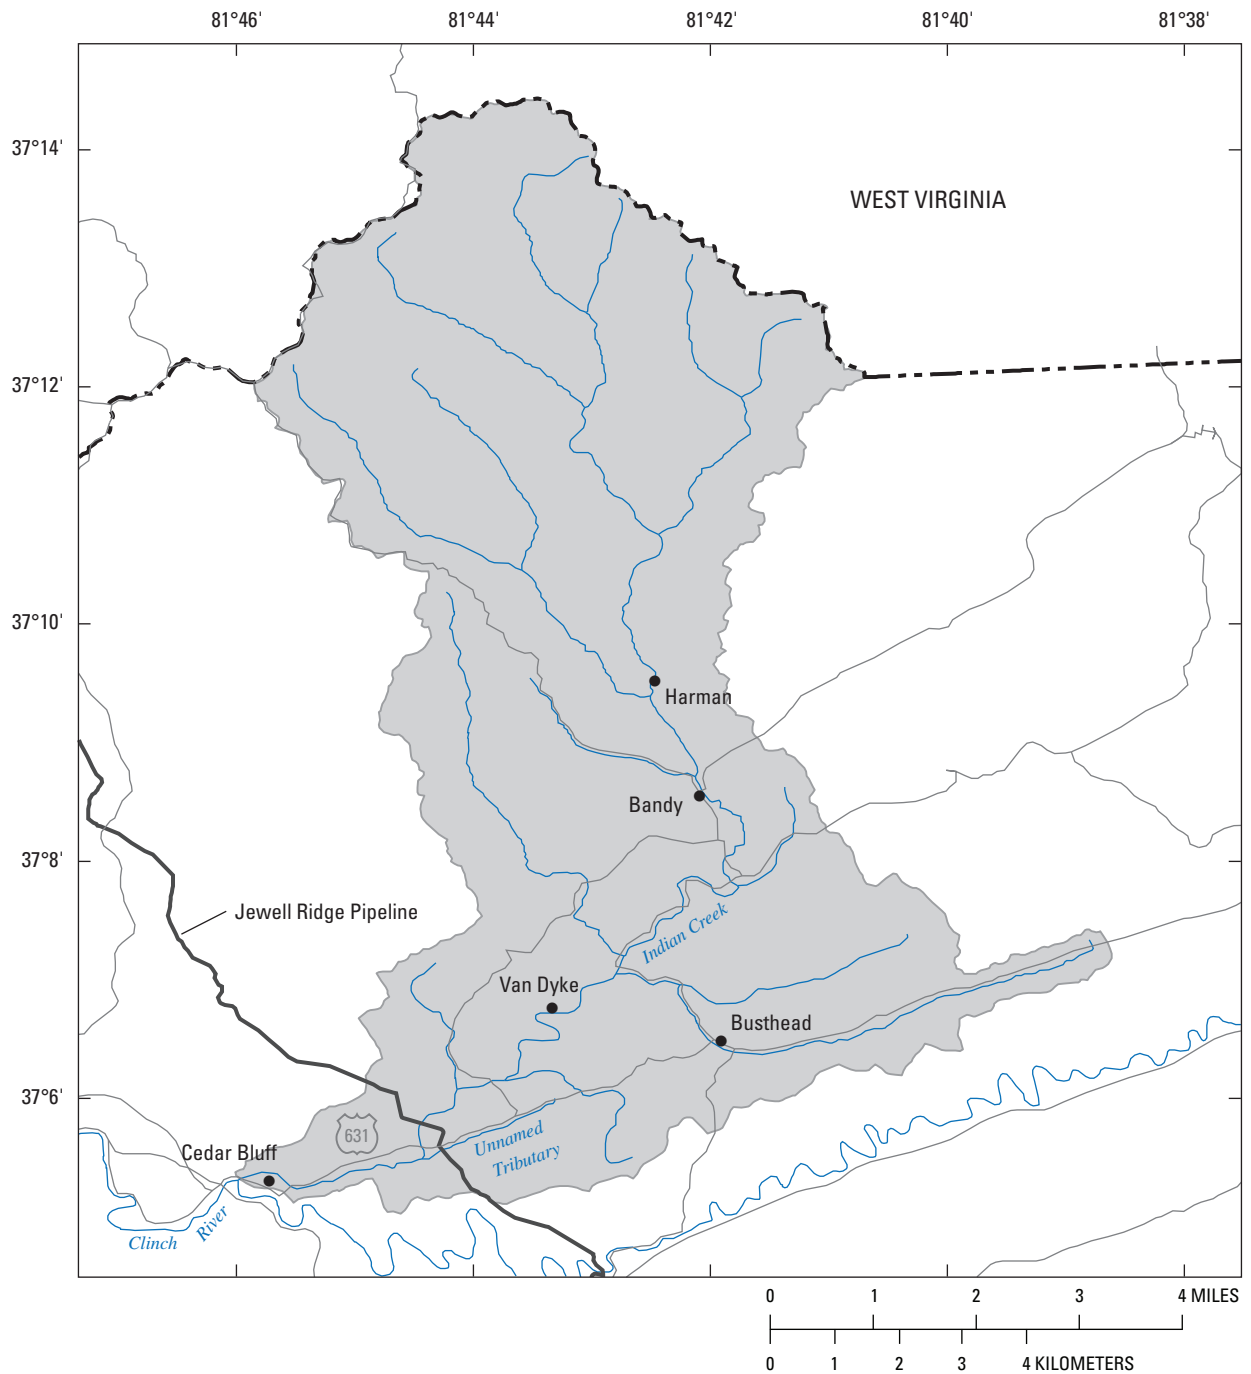 81°46'
81°44'
81°42'
81°40'
81°38'
37°14'
WEST VIRGINIA
37°12'
37°10'
Harman
Bandy
37°8'
Jewell Ridge Pipeline
Indian Creek
Van Dyke
Busthead
37°6'
631
Unnamed
Tributary
Cedar Bluff
Clinch
River
0 1 2 3 4 MILES
0 1 2 3 4 KILOMETERS